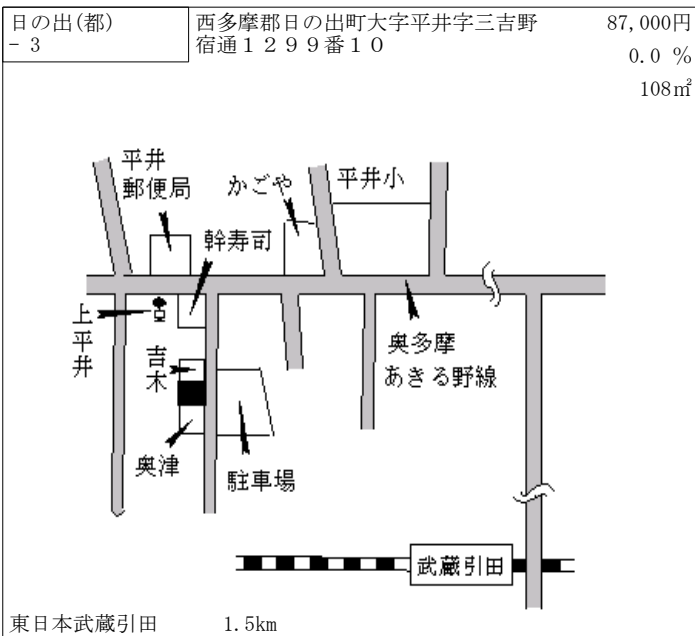 日の出(都)
- 3
西多摩郡日の出町大字平井字三吉野
宿通１２９９番１０
87,000円
0.0 %
108㎡
平井
郵便局
かごや
平井小
幹寿司
上平井
吉木
奥多摩
あきる野線
奥津
駐車場
武蔵引田
東日本武蔵引田 1.5km